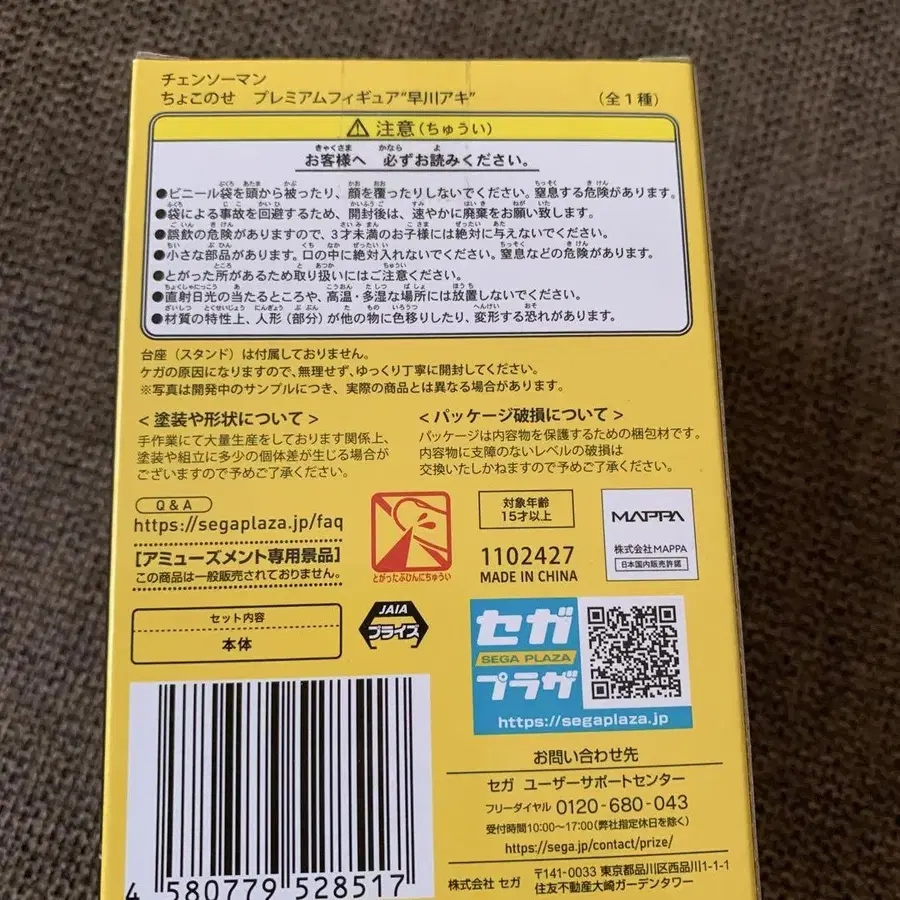 チェンソーマン
ちょこのせ プレミアムフィギュア“早川アキ” (全1種)
⚠ 注意(ちゅうい)
お客様へ 必ずお読みください。
●ビニール袋を頭から被ったり、顔を覆ったりしないでください。窒息する危険があります。
●袋による事故を回避するため、開封後は、速やかに廃棄をお願い致します。
●誤飲の危険がありますので、3才未満のお子様には絶対に与えないでください。
●小さな部品があります。口の中に絶対入れないでください。窒息などの危険があります。
●とがった所があるため取り扱いにはご注意ください。
●直射日光の当たるところや、高温・多湿な場所には放置しないでください。
●材質の特性上、人形(部分)が他の物に色移りしたり、変形する恐れがあります。
台座(スタンド)は付属しておりません。
ケガの原因になりますので、無理せず、ゆっくり丁寧に開封してください。
※写真は開発中のサンプルにつき、実際の商品とは異なる場合があります。
<塗装や形状について>
手作業にて大量生産をしております関係上、
塗装や組立に多少の個体差が生じる場合が
ございますので予めご了承ください。
<パッケージ破損について>
パッケージは内容物を保護するための梱包材です。
内容物に支障のないレベルの破損は
交換いたしかねますので予めご了承ください。
Q&A
https://segaplaza.jp/faq
[アミューズメント専用景品]
この商品は一般販売されておりません。
とがったぶひんにちゅうい
対象年齢
15才以上
1102427
MADE IN CHINA
MAPPA
株式会社MAPPA
日本国内販売許諾
セット内容
本体
JAIA
プライズ
セガ
SEGA PLAZA
プラザ
https://segaplaza.jp
4 580779 528517
お問い合わせ先
セガ ユーザーサポートセンター
フリーダイヤル 0120-680-043
受付時間10:00〜17:00(弊社指定休日を除く)
https://sega.jp/contact/prize/
株式会社 セガ 〒141-0033 東京都品川区西品川1-1-1
住友不動産大崎ガーデンタワー